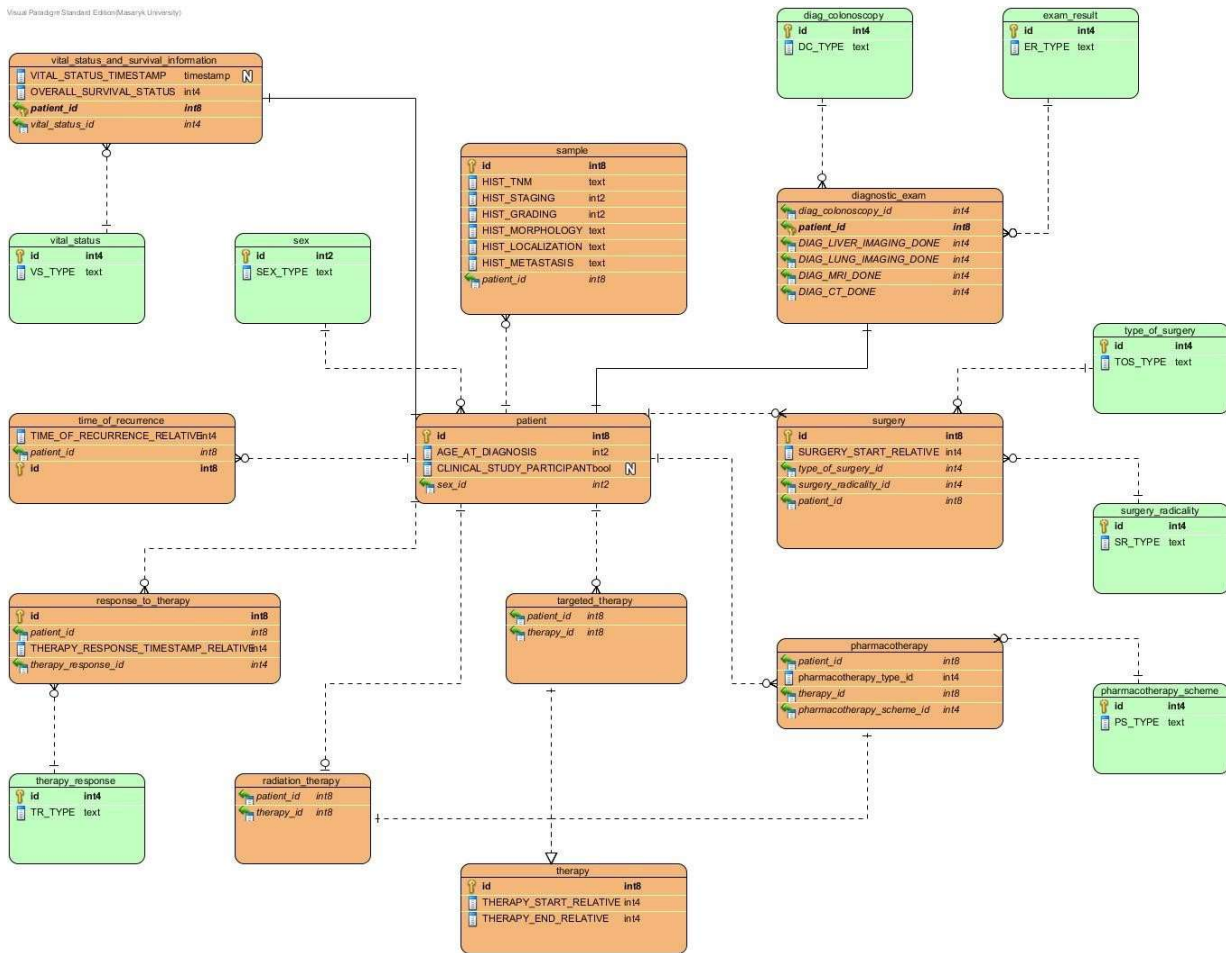 Visual Paradigm Standard Edition(Masaryk University)
diag_colonoscopy
id int4
DC_TYPE text
exam_result
id int4
ER_TYPE text
vital_status_and_survival_information
VITAL_STATUS_TIMESTAMP timestamp N
OVERALL_SURVIVAL_STATUS int4
patient_id int8
vital_status_id int4
sample
id int8
HIST_TNM text
HIST_STAGING int2
HIST_GRADING int2
HIST_MORPHOLOGY text
HIST_LOCALIZATION text
HIST_METASTASIS text
patient_id int8
diagnostic_exam
diag_colonoscopy_id int4
patient_id int8
DIAG_LIVER_IMAGING_DONE int4
DIAG_LUNG_IMAGING_DONE int4
DIAG_MRI_DONE int4
DIAG_CT_DONE int4
vital_status
id int4
VS_TYPE text
sex
id int2
SEX_TYPE text
type_of_surgery
id int4
TOS_TYPE text
time_of_recurrence
TIME_OF_RECURRENCE_RELATIVE int4
patient_id int8
id int8
patient
id int8
AGE_AT_DIAGNOSIS int2
CLINICAL_STUDY_PARTICIPANT bool N
sex_id int2
surgery
id int8
SURGERY_START_RELATIVE int4
type_of_surgery_id int4
surgery_radicality_id int4
patient_id int8
surgery_radicality
id int4
SR_TYPE text
response_to_therapy
id int8
patient_id int8
THERAPY_RESPONSE_TIMESTAMP_RELATIVE int4
therapy_response_id int4
targeted_therapy
patient_id int8
therapy_id int8
pharmacotherapy
patient_id int8
pharmacotherapy_type_id int4
therapy_id int8
pharmacotherapy_scheme_id int4
pharmacotherapy_scheme
id int4
PS_TYPE text
therapy_response
id int4
TR_TYPE text
radiation_therapy
patient_id int8
therapy_id int8
therapy
id int8
THERAPY_START_RELATIVE int4
THERAPY_END_RELATIVE int4